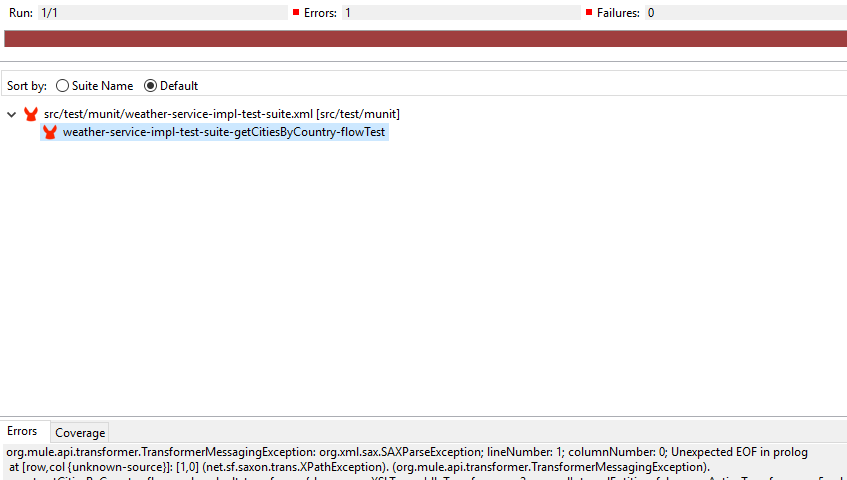 Run: 1/1 Errors: 1 Failures: 0
Sort by: Suite Name Default
src/test/munit/weather-service-impl-test-suite.xml [src/test/munit]
weather-service-impl-test-suite-getCitiesByCountry-flowTest
Errors Coverage
org.mule.api.transformer.TransformerMessagingException: org.xml.sax.SAXParseException; lineNumber: 1; columnNumber: 0; Unexpected EOF in prolog
at [row,col {unknown-source}]: [1,0] (net.sf.saxon.trans.XPathException). (org.mule.api.transformer.TransformerMessagingException).